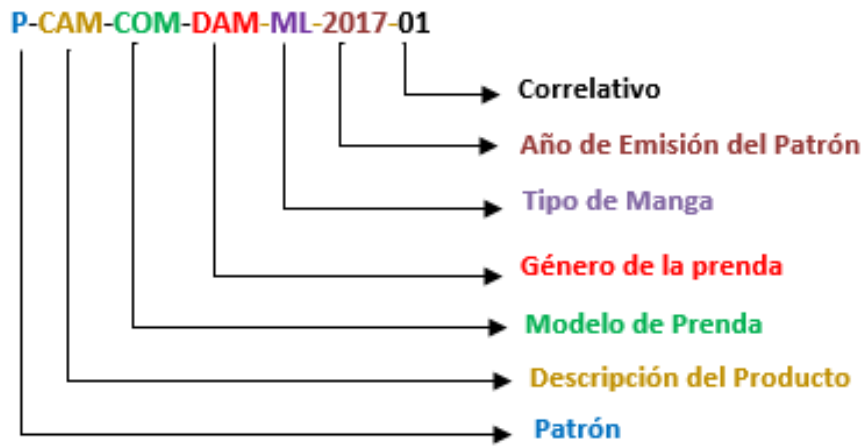 P-CAM-COM-DAM-ML-2017-01
Correlativo
Año de Emisión del Patrón
Tipo de Manga
Género de la prenda
Modelo de Prenda
Descripción del Producto
Patrón